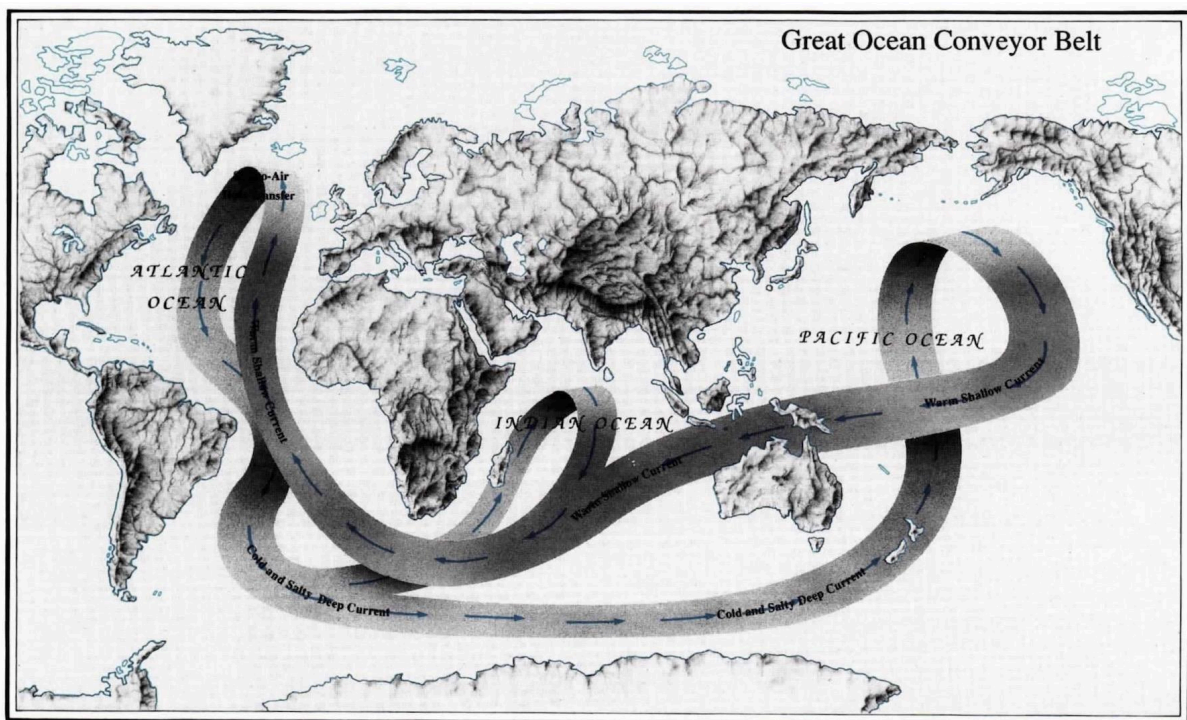 Great Ocean Conveyor Belt
-Air
ATLANTIC
OCEAN
Warm Shallow Current
PACIFIC OCEAN
Warm Shallow Current
INDIAN OCEAN
Warm Shallow Current
Cold and Salty Deep Current
Cold and Salty Deep Current